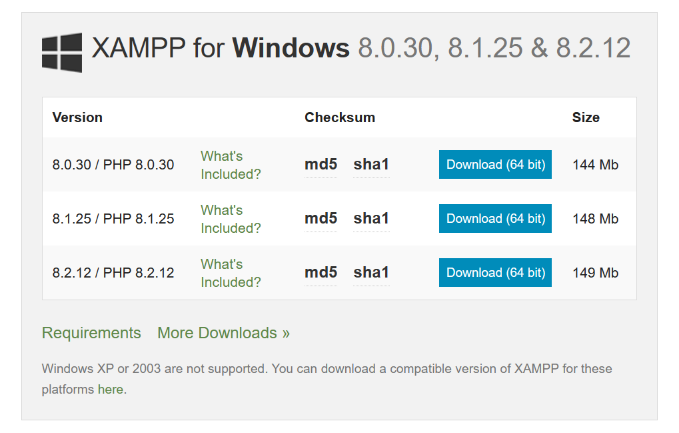 XAMPP for Windows 8.0.30, 8.1.25 & 8.2.12
Version Checksum Size
8.0.30 / PHP 8.0.30 What's Included? md5 sha1 Download (64 bit) 144 Mb
8.1.25 / PHP 8.1.25 What's Included? md5 sha1 Download (64 bit) 148 Mb
8.2.12 / PHP 8.2.12 What's Included? md5 sha1 Download (64 bit) 149 Mb
Requirements More Downloads »
Windows XP or 2003 are not supported. You can download a compatible version of XAMPP for these
platforms here.